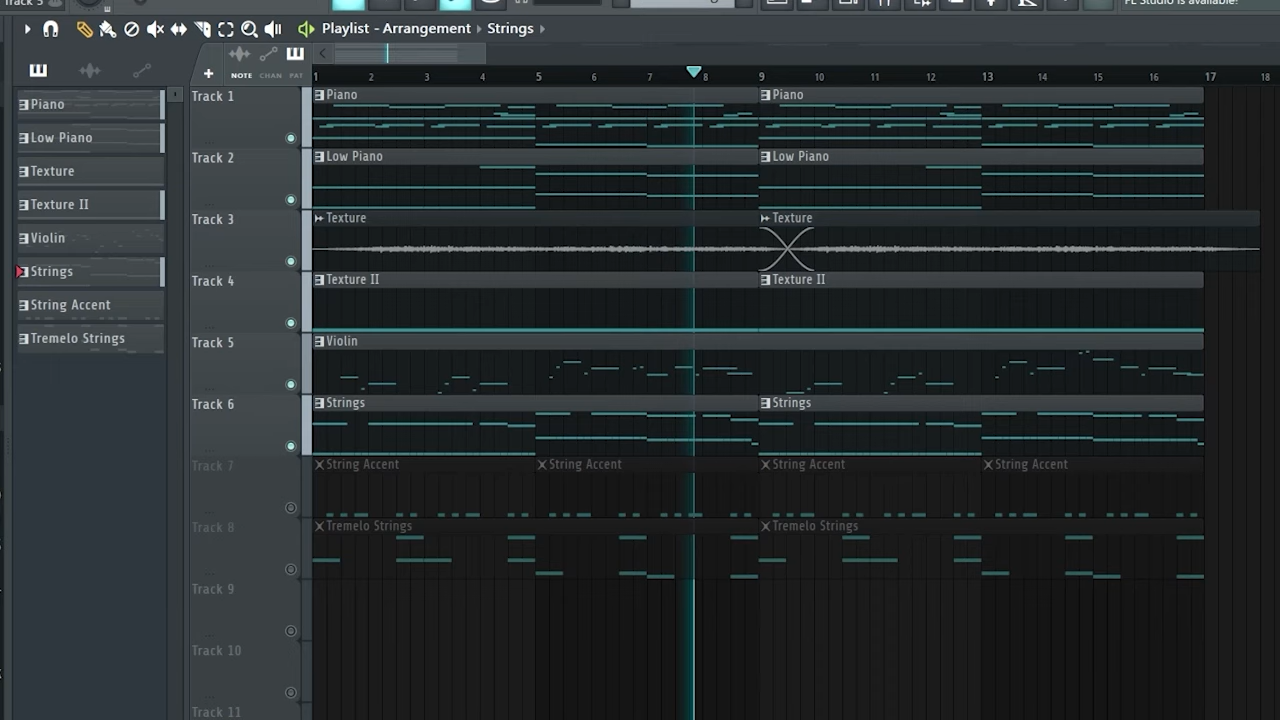 Track 5
FL Studio is available!
Playlist - Arrangement › Strings ›
NOTE CHAN PAT
1 2 3 4 5 6 7 8 9 10 11 12 13 14 15 16 17 18
Piano
Low Piano
Texture
Texture II
Violin
Strings
String Accent
Tremelo Strings
Track 1
Piano Piano
Track 2
Low Piano Low Piano
Track 3
Texture Texture
Track 4
Texture II Texture II
Track 5
Violin
Track 6
Strings Strings
Track 7
String Accent String Accent String Accent String Accent
Track 8
Tremelo Strings Tremelo Strings
Track 9
Track 10
Track 11